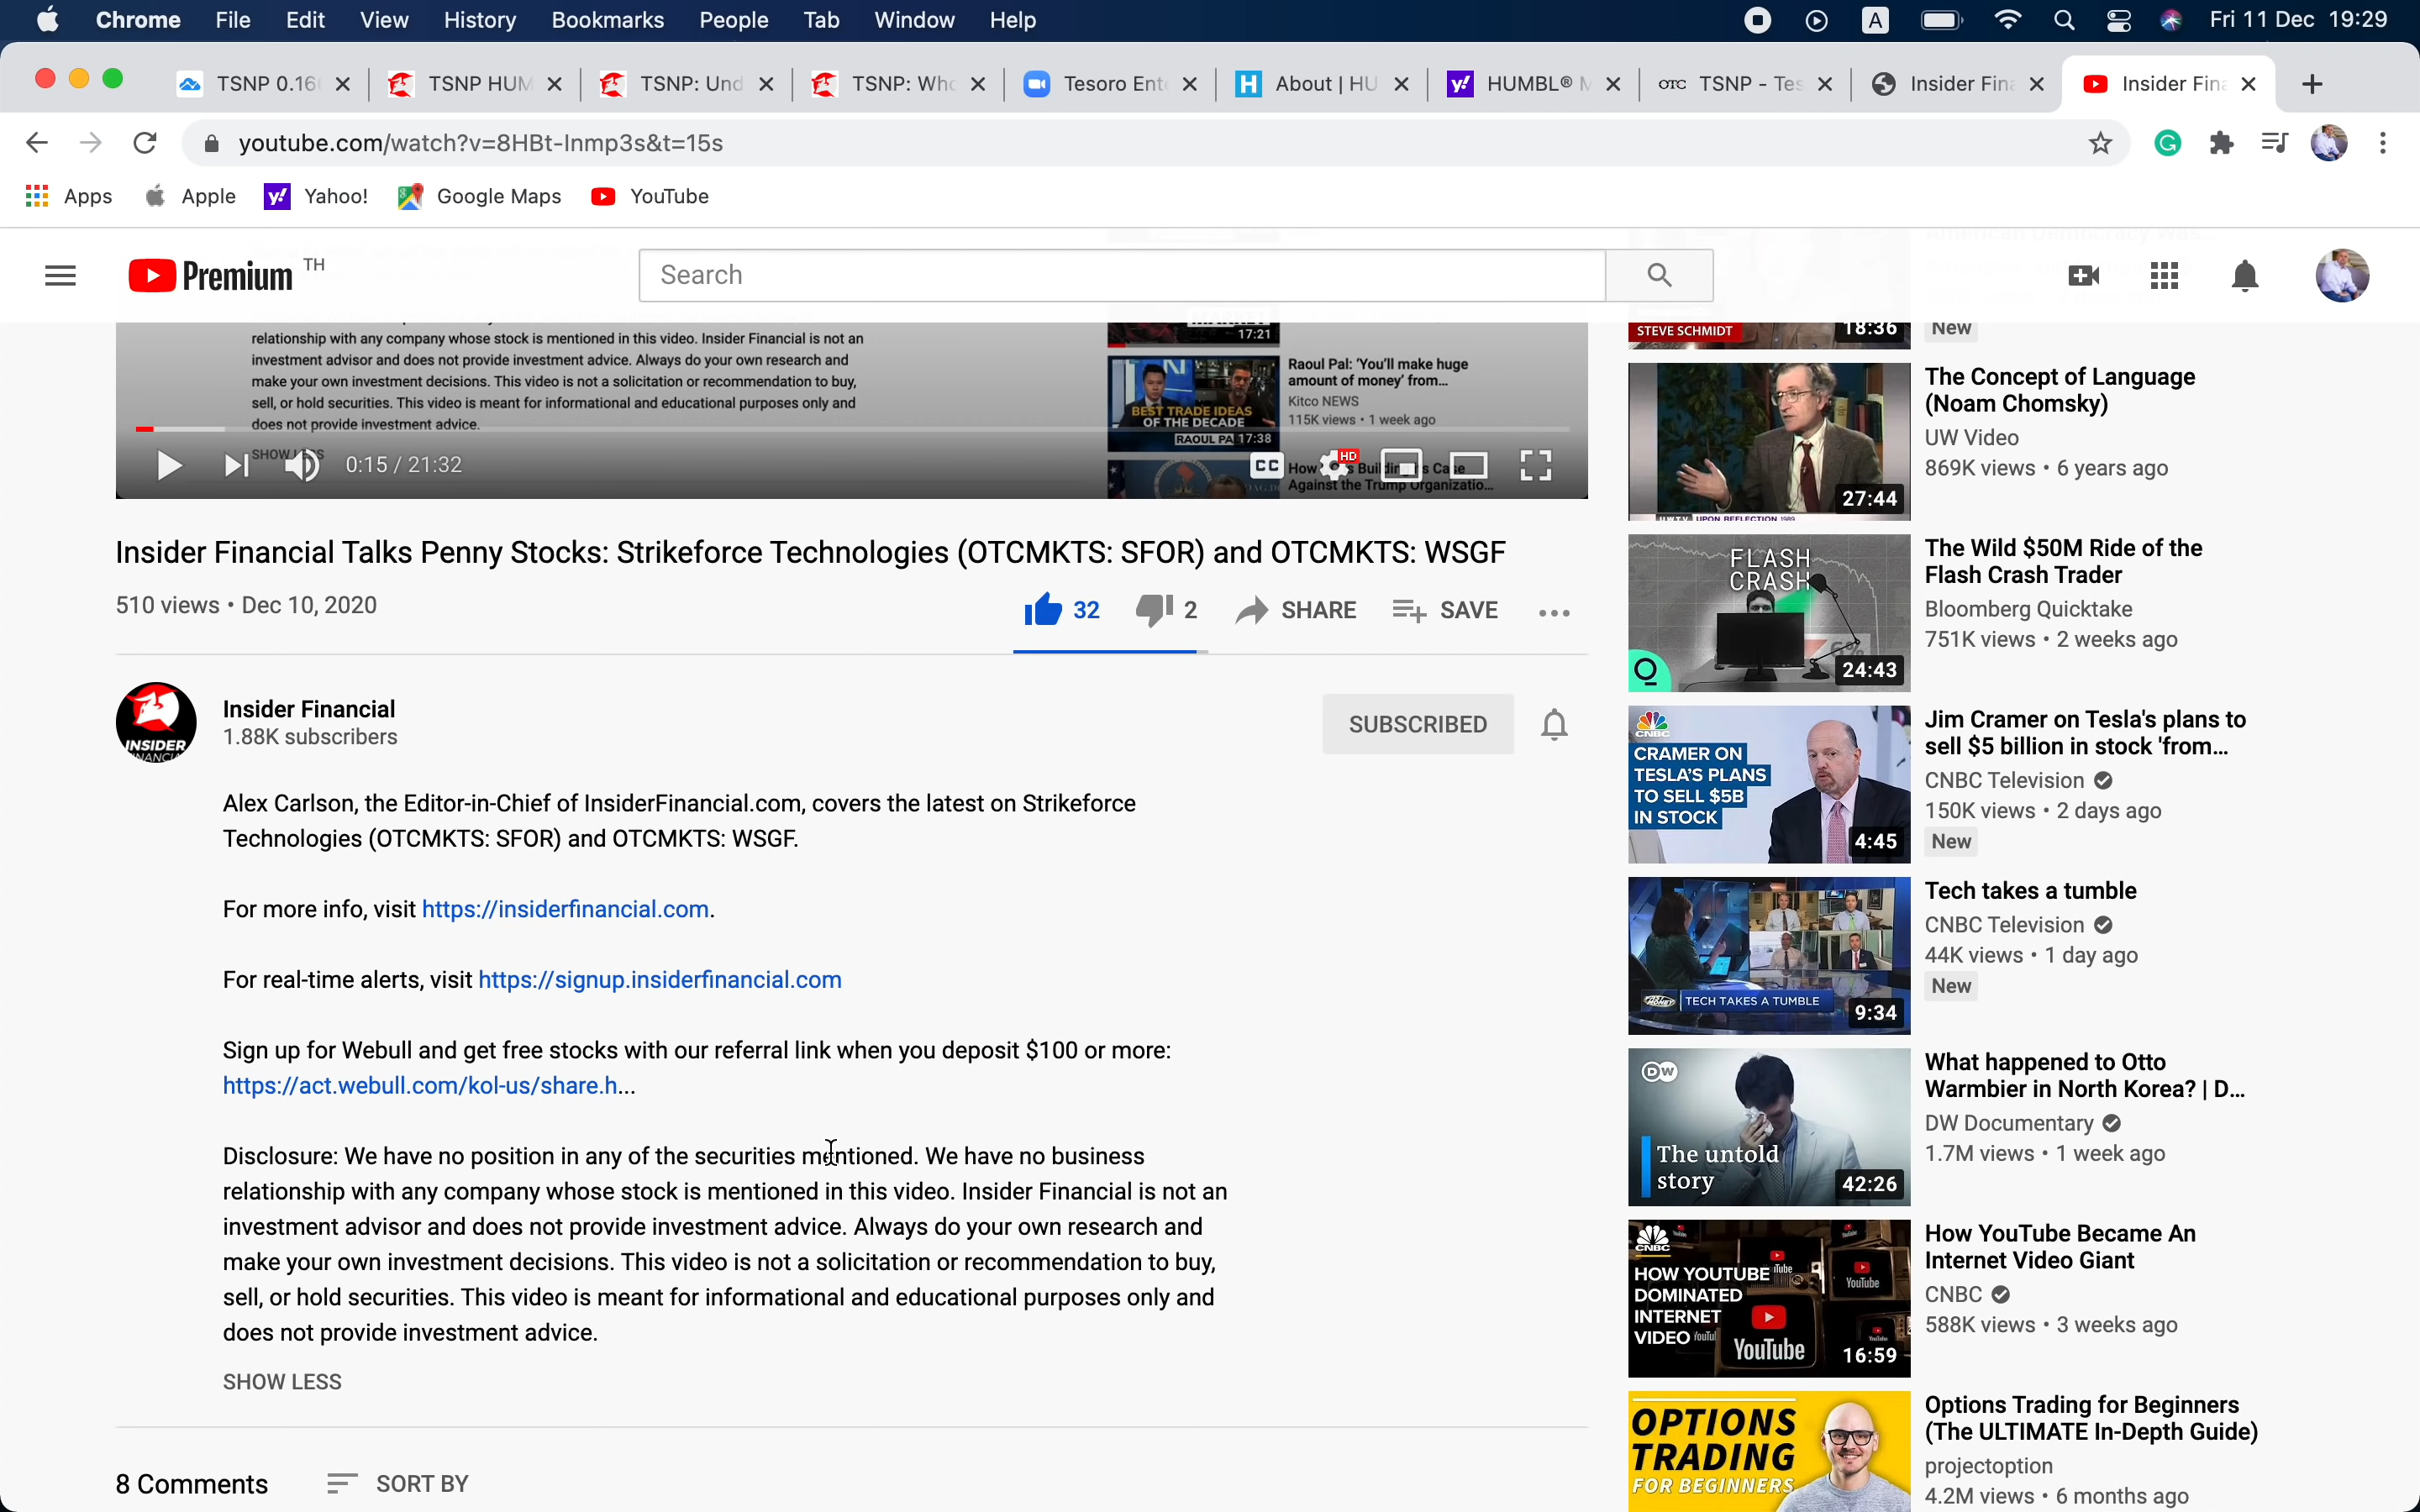 Chrome File Edit View History Bookmarks People Tab Window Help A Fri 11 Dec 19:29
TSNP 0.16 TSNP HUM TSNP: Und TSNP: Who Tesoro Ent About | HU HUMBL® M OTC TSNP - Tes Insider Fin Insider Fin
youtube.com/watch?v=8HBt-Inmp3s&t=15s
Apps Apple Yahoo! Google Maps YouTube
Premium TH
Search
relationship with any company whose stock is mentioned in this video. Insider Financial is not an
investment advisor and does not provide investment advice. Always do your own research and
make your own investment decisions. This video is not a solicitation or recommendation to buy,
sell, or hold securities. This video is meant for informational and educational purposes only and
does not provide investment advice.
17:21
BEST TRADE IDEAS
OF THE DECADE
RAOUL PA 17:38
Raoul Pal: 'You'll make huge
amount of money' from...
Kitco NEWS
115K views • 1 week ago
Against the Trump Organizatio...
0:15 / 21:32
CC HD
Insider Financial Talks Penny Stocks: Strikeforce Technologies (OTCMKTS: SFOR) and OTCMKTS: WSGF
510 views • Dec 10, 2020
32 2 SHARE SAVE
INSIDER
Insider Financial
1.88K subscribers
SUBSCRIBED
Alex Carlson, the Editor-in-Chief of InsiderFinancial.com, covers the latest on Strikeforce
Technologies (OTCMKTS: SFOR) and OTCMKTS: WSGF.
For more info, visit https://insiderfinancial.com.
For real-time alerts, visit https://signup.insiderfinancial.com
Sign up for Webull and get free stocks with our referral link when you deposit $100 or more:
https://act.webull.com/kol-us/share.h...
Disclosure: We have no position in any of the securities mentioned. We have no business
relationship with any company whose stock is mentioned in this video. Insider Financial is not an
investment advisor and does not provide investment advice. Always do your own research and
make your own investment decisions. This video is not a solicitation or recommendation to buy,
sell, or hold securities. This video is meant for informational and educational purposes only and
does not provide investment advice.
SHOW LESS
8 Comments SORT BY
STEVE SCHMIDT 18:36
New
27:44
The Concept of Language
(Noam Chomsky)
UW Video
869K views • 6 years ago
FLASH
CRASH
24:43
The Wild $50M Ride of the
Flash Crash Trader
Bloomberg Quicktake
751K views • 2 weeks ago
CNBC
CRAMER ON
TESLA'S PLANS
TO SELL $5B
IN STOCK
4:45
Jim Cramer on Tesla's plans to
sell $5 billion in stock 'from...
CNBC Television
150K views • 2 days ago
New
TECH TAKES A TUMBLE
9:34
Tech takes a tumble
CNBC Television
44K views • 1 day ago
New
DW
The untold
story
42:26
What happened to Otto
Warmbier in North Korea? | D...
DW Documentary
1.7M views • 1 week ago
CNBC
HOW YOUTUBE
DOMINATED
INTERNET
VIDEO
YouTube
16:59
How YouTube Became An
Internet Video Giant
CNBC
588K views • 3 weeks ago
OPTIONS
TRADING
FOR BEGINNERS
Options Trading for Beginners
(The ULTIMATE In-Depth Guide)
projectoption
4.2M views • 6 months ago